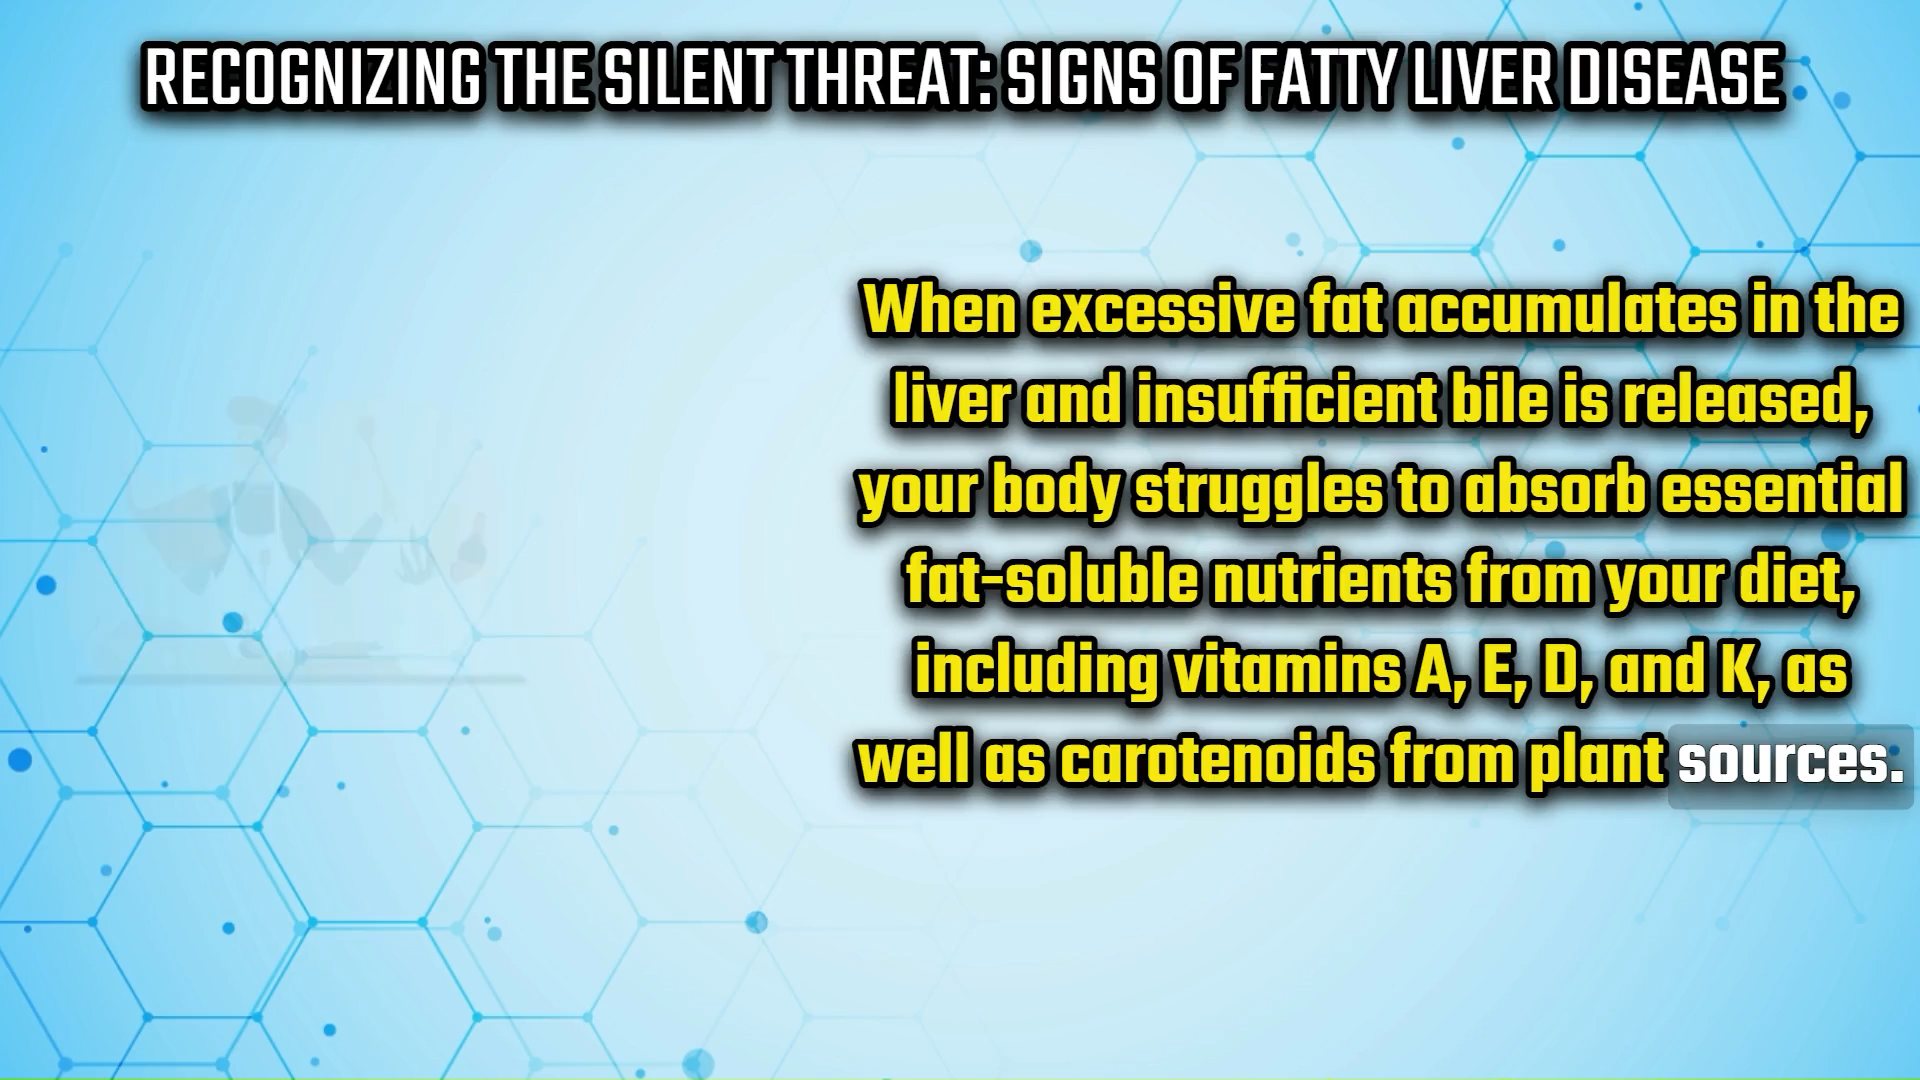 RECOGNIZING THE SILENT THREAT: SIGNS OF FATTY LIVER DISEASE
When excessive fat accumulates in the
liver and insufficient bile is released,
your body struggles to absorb essential
fat-soluble nutrients from your diet,
including vitamins A, E, D, and K, as
well as carotenoids from plant sources.